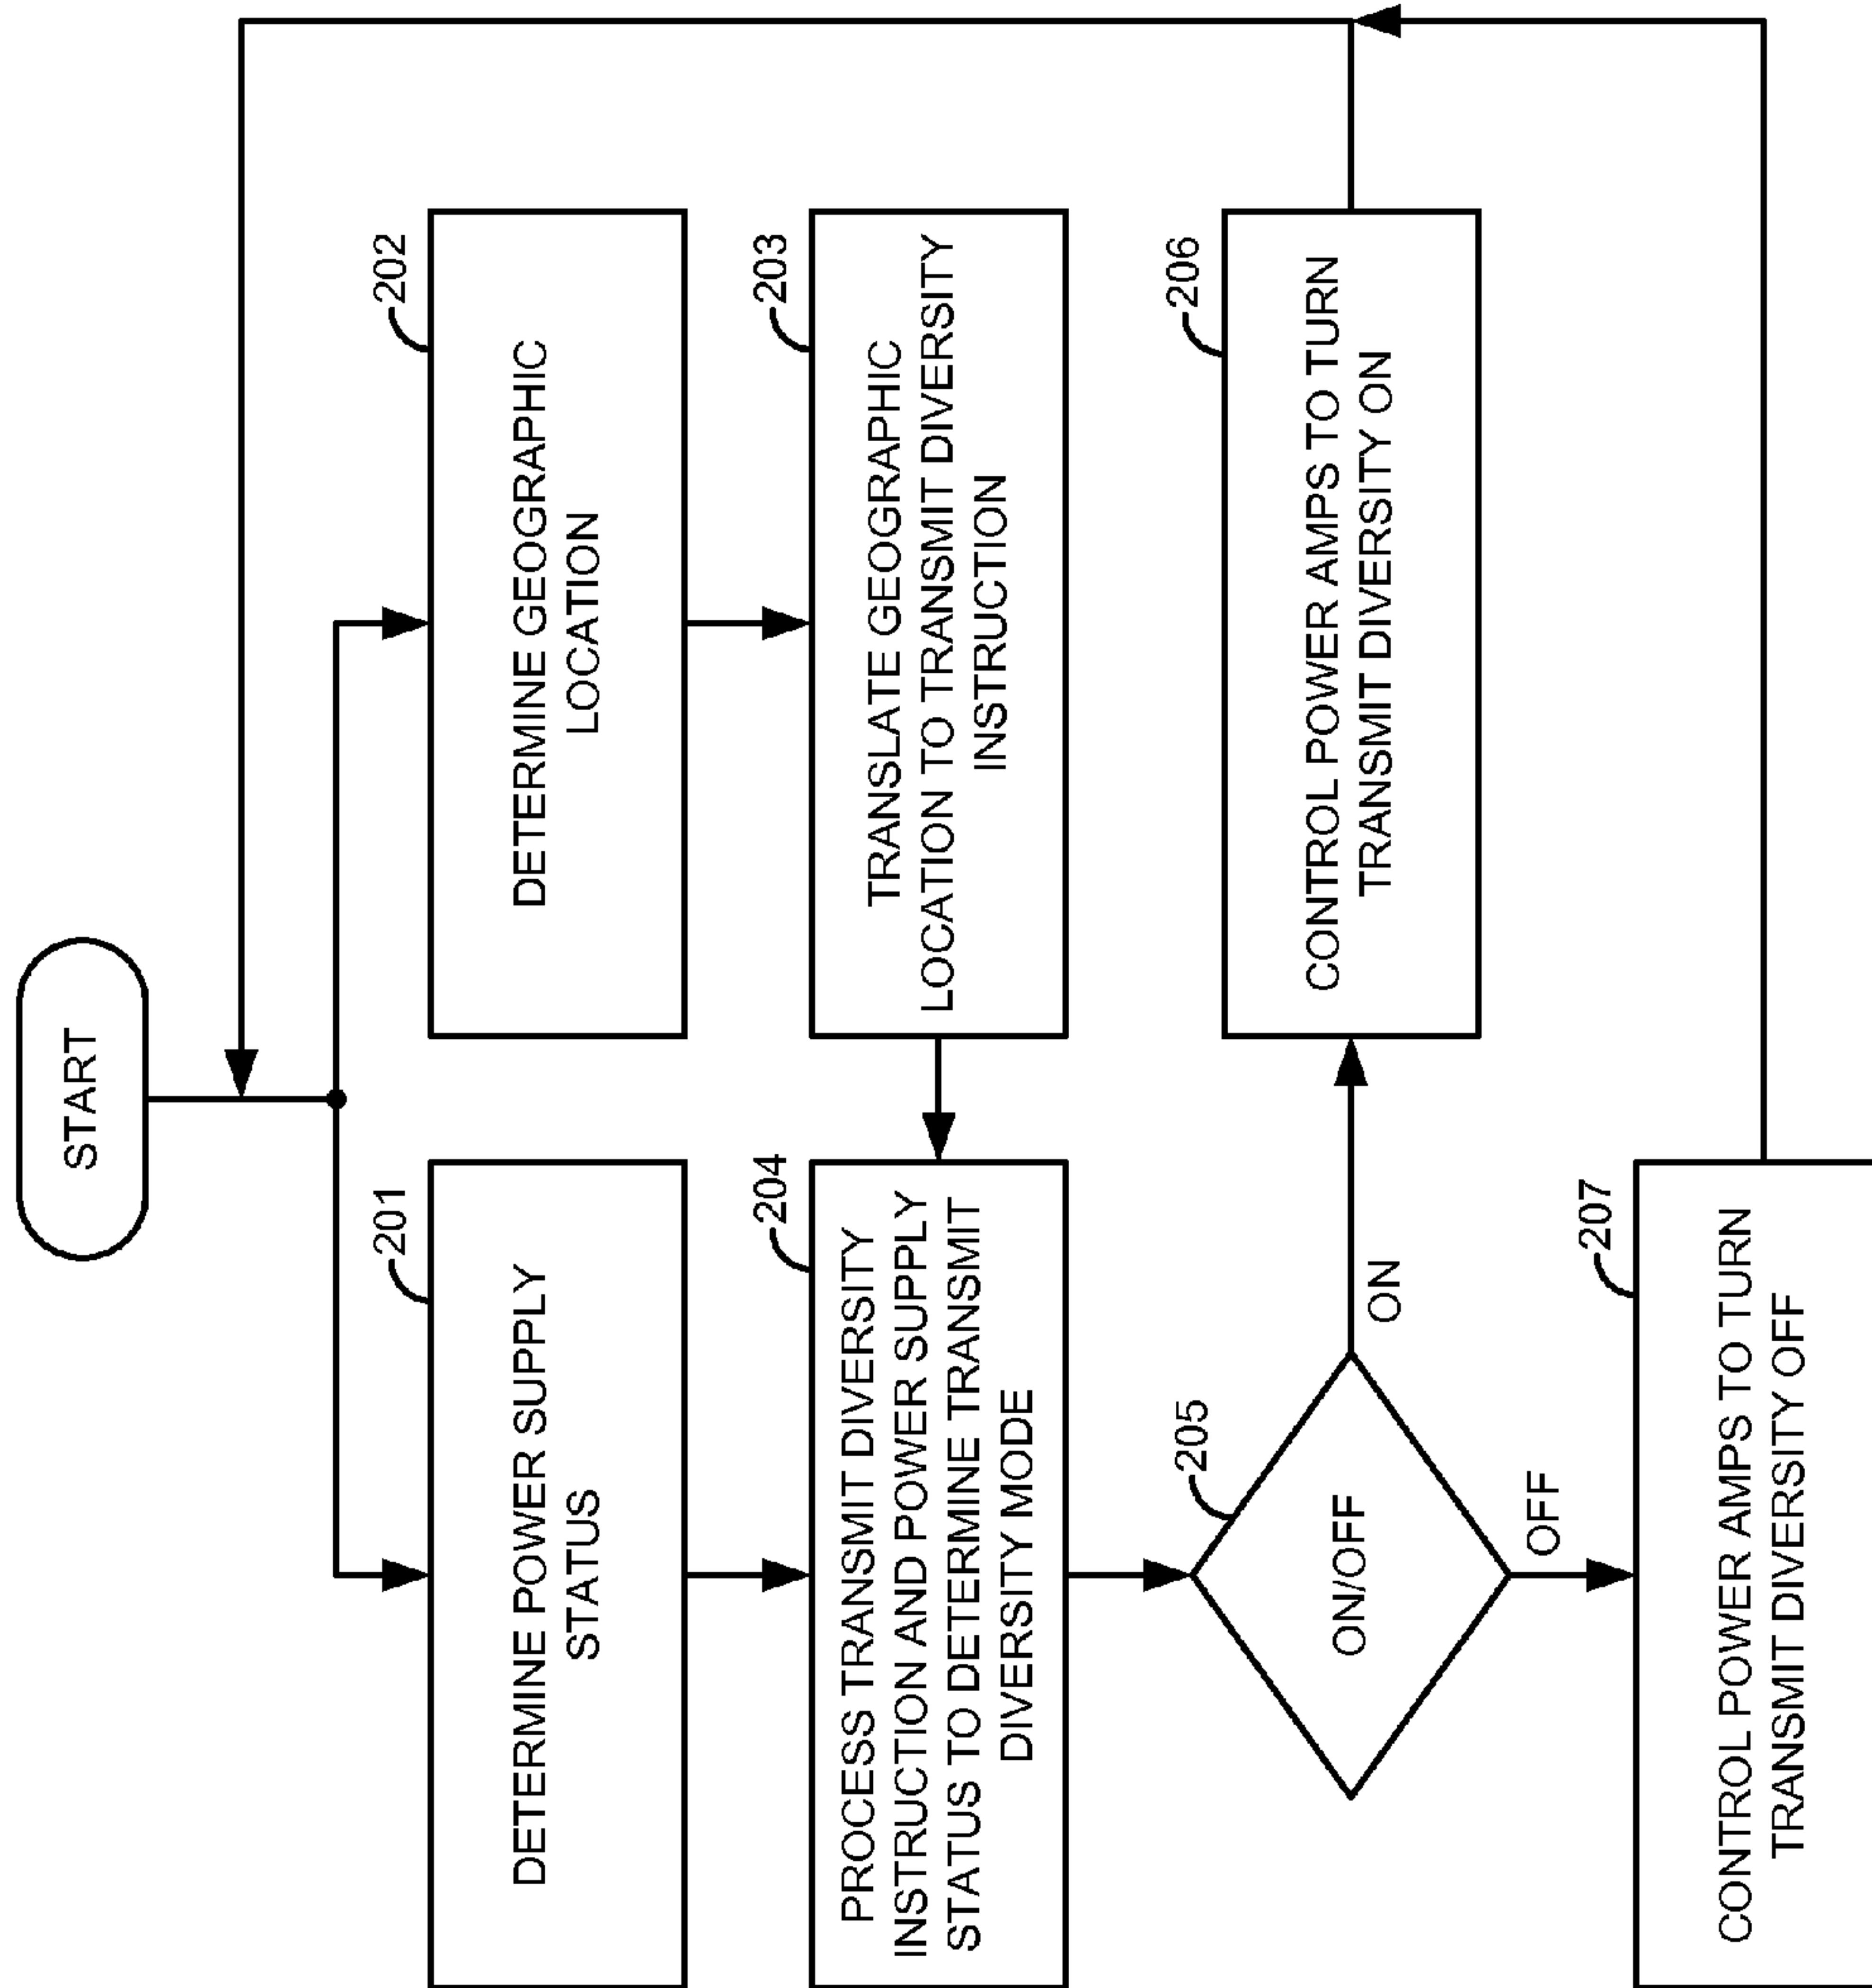 START
201
DETERMINE POWER SUPPLY
STATUS
202
DETERMINE GEOGRAPHIC
LOCATION
203
TRANSLATE GEOGRAPHIC
LOCATION TO TRANSMIT DIVERSITY
INSTRUCTION
204
PROCESS TRANSMIT DIVERSITY
INSTRUCTION AND POWER SUPPLY
STATUS TO DETERMINE TRANSMIT
DIVERSITY MODE
205
ON/OFF
ON
OFF
206
CONTROL POWER AMPS TO TURN
TRANSMIT DIVERSITY ON
207
CONTROL POWER AMPS TO TURN
TRANSMIT DIVERSITY OFF